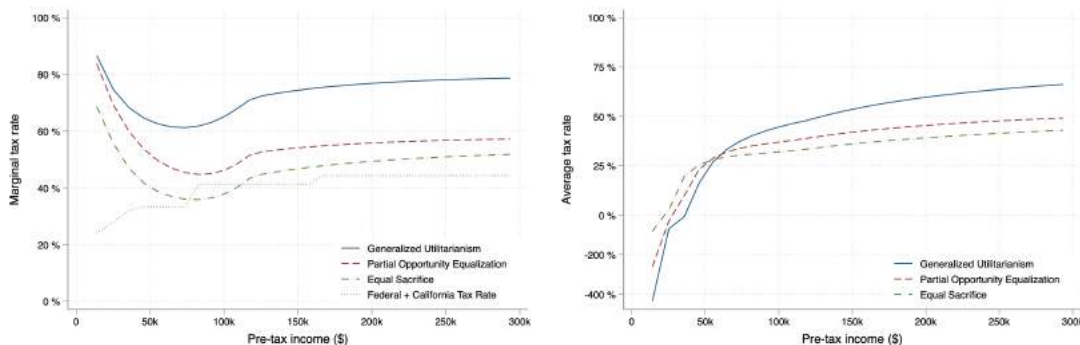 100 %
80 %
60 %
40 %
20 %
0 %
Marginal tax rate
Generalized Utilitarianism
Partial Opportunity Equalization
Equal Sacrifice
Federal + California Tax Rate
0
50k
100k
150k
200k
250k
300k
Pre-tax income ($)
100 %
75 %
50 %
25 %
0 %
-200 %
-400 %
Average tax rate
Generalized Utilitarianism
Partial Opportunity Equalization
Equal Sacrifice
0
50k
100k
150k
200k
250k
300k
Pre-tax income ($)